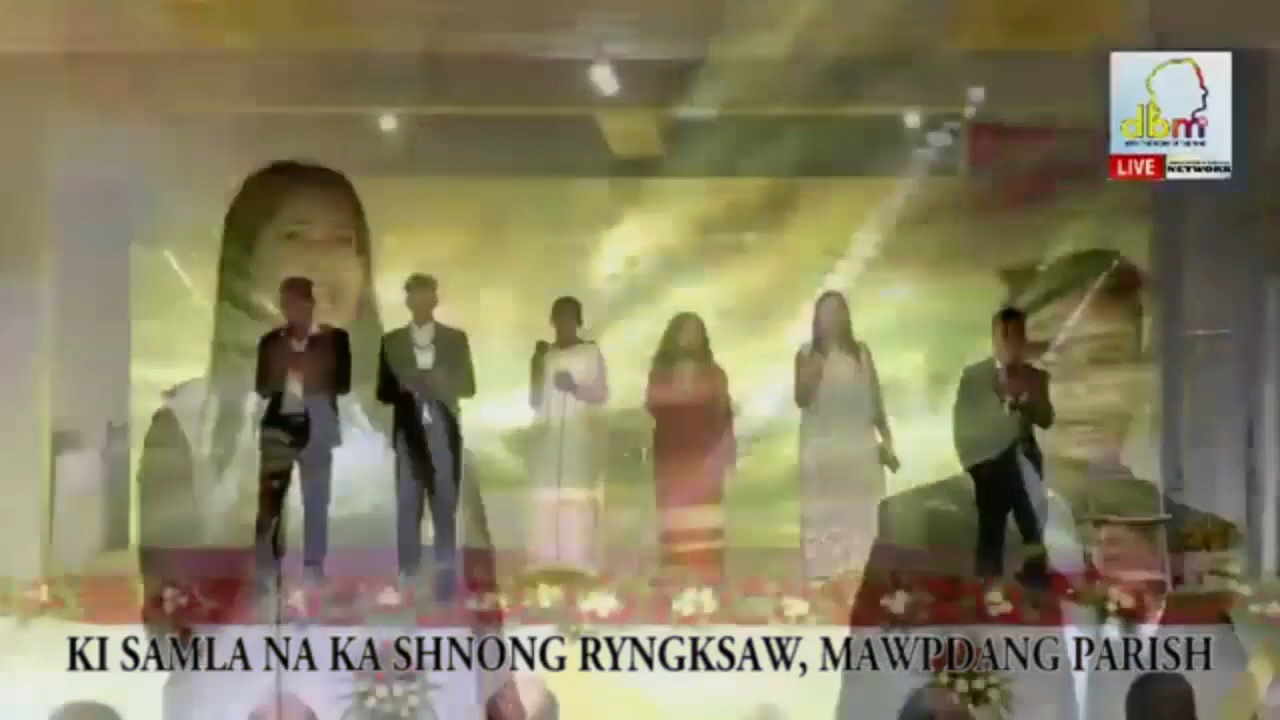 dbm
LIVE
NETWORK
KI SAMLA NA KA SHNONG RYNGKSAW, MAWPDANG PARISH